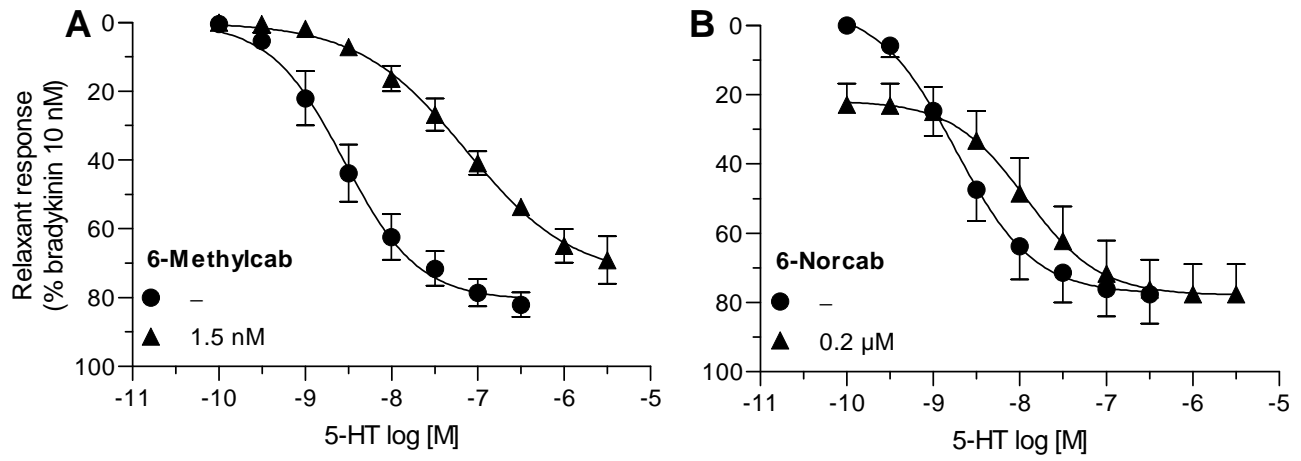 A
Relaxant response
(% bradykinin 10 nM)
0
20
40
60
80
100
6-Methylcab
–
1.5 nM
-11
-10
-9
-8
-7
-6
-5
5-HT log [M]
B
0
20
40
60
80
100
6-Norcab
–
0.2 µM
-11
-10
-9
-8
-7
-6
-5
5-HT log [M]